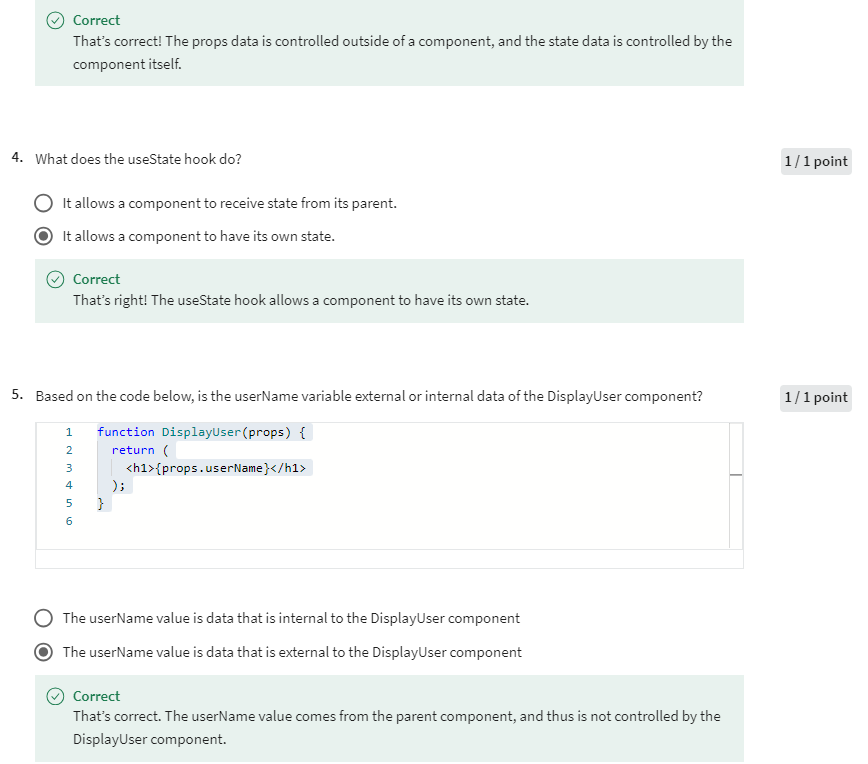 Correct
That's correct! The props data is controlled outside of a component, and the state data is controlled by the
component itself.
4. What does the useState hook do?
1 / 1 point
It allows a component to receive state from its parent.
It allows a component to have its own state.
Correct
That's right! The useState hook allows a component to have its own state.
5. Based on the code below, is the userName variable external or internal data of the DisplayUser component?
1 / 1 point
1 function DisplayUser(props) {
2   return (
3     <h1>{props.userName}</h1>
4   );
5 }
6
The userName value is data that is internal to the DisplayUser component
The userName value is data that is external to the DisplayUser component
Correct
That's correct. The userName value comes from the parent component, and thus is not controlled by the
DisplayUser component.